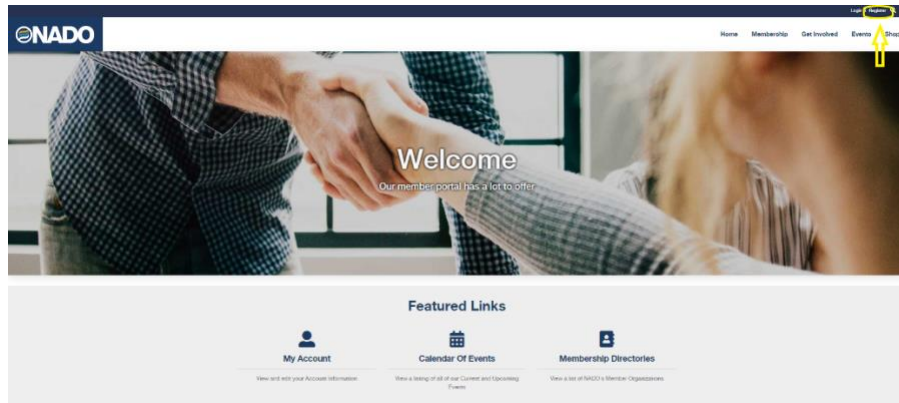 Login Register
NADO
Home Membership Get Involved Events Shop
Welcome
Our member portal has a lot to offer
Featured Links
My Account Calendar Of Events Membership Directories
View and edit your Account Information View a listing of all of our Current and Upcoming View a list of NADO's Member Organizations
Events